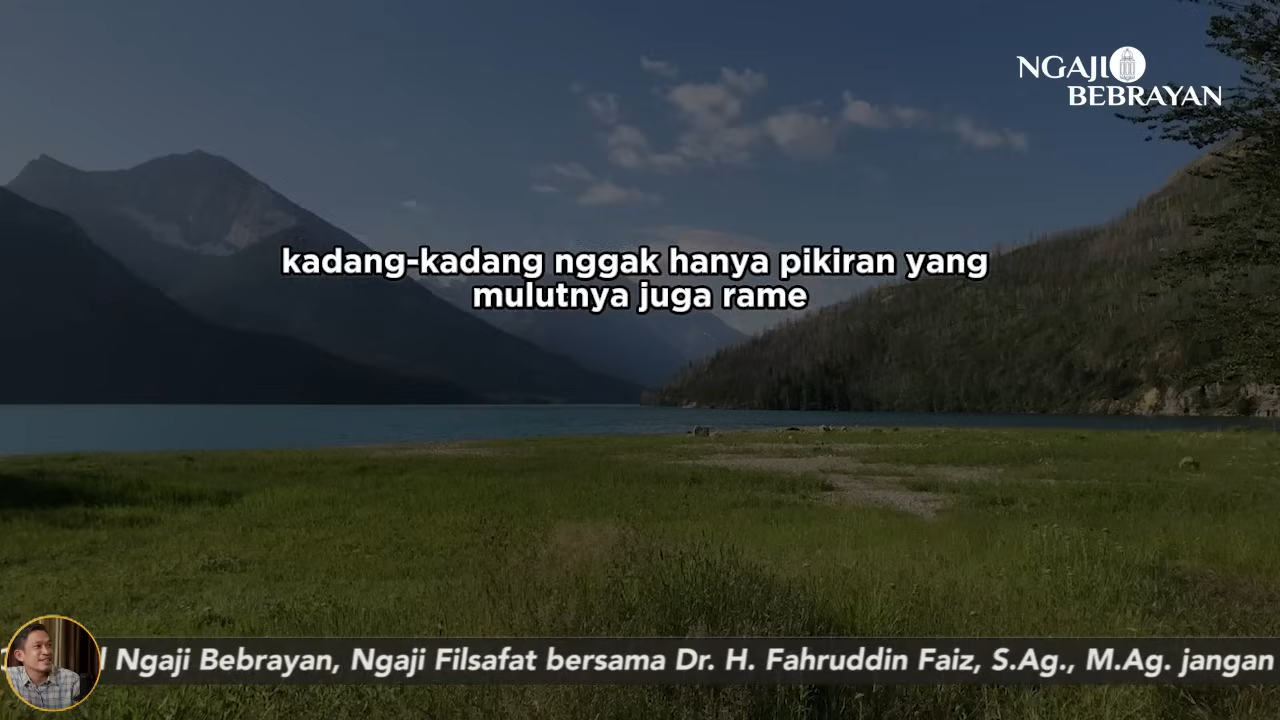 NGAJI
BEBRAYAN
kadang-kadang nggak hanya pikiran yang
mulutnya juga rame
Ngaji Bebrayan, Ngaji Filsafat bersama Dr. H. Fahruddin Faiz, S.Ag., M.Ag. jangan